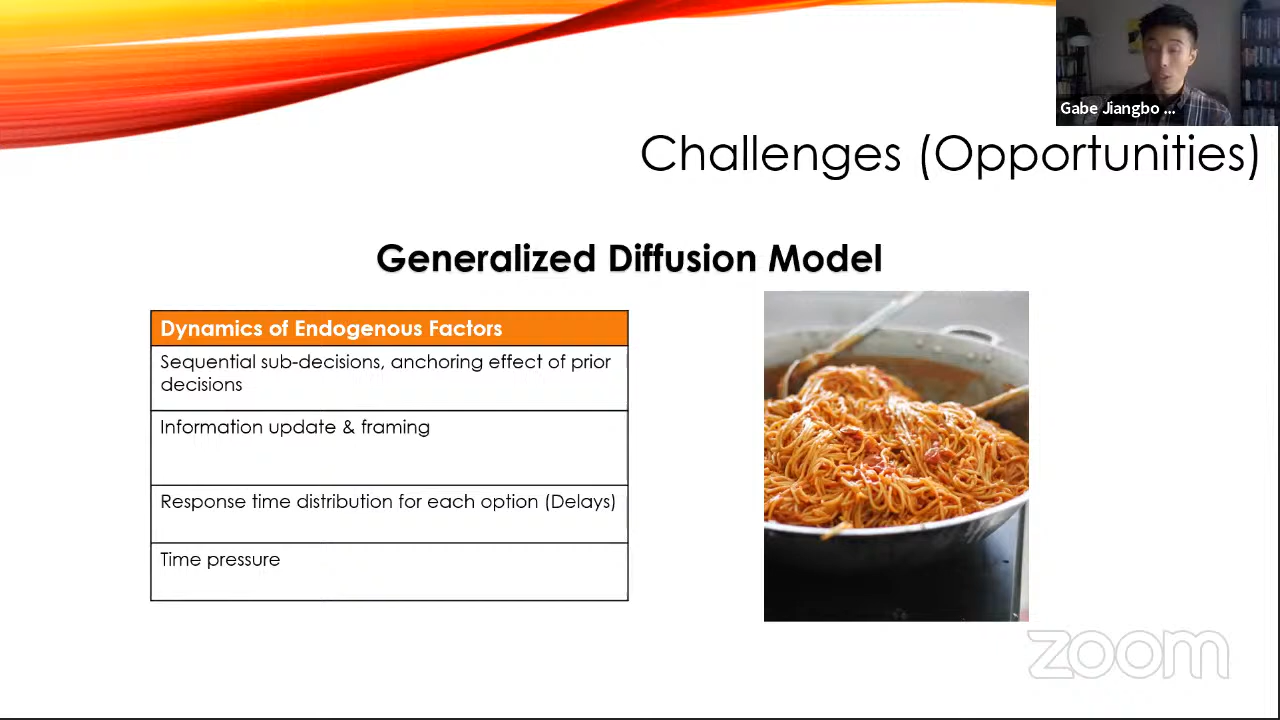 Gabe Jiangbo ...
Challenges (Opportunities)
Generalized Diffusion Model
Dynamics of Endogenous Factors
Sequential sub-decisions, anchoring effect of prior
decisions
Information update & framing
Response time distribution for each option (Delays)
Time pressure
zoom